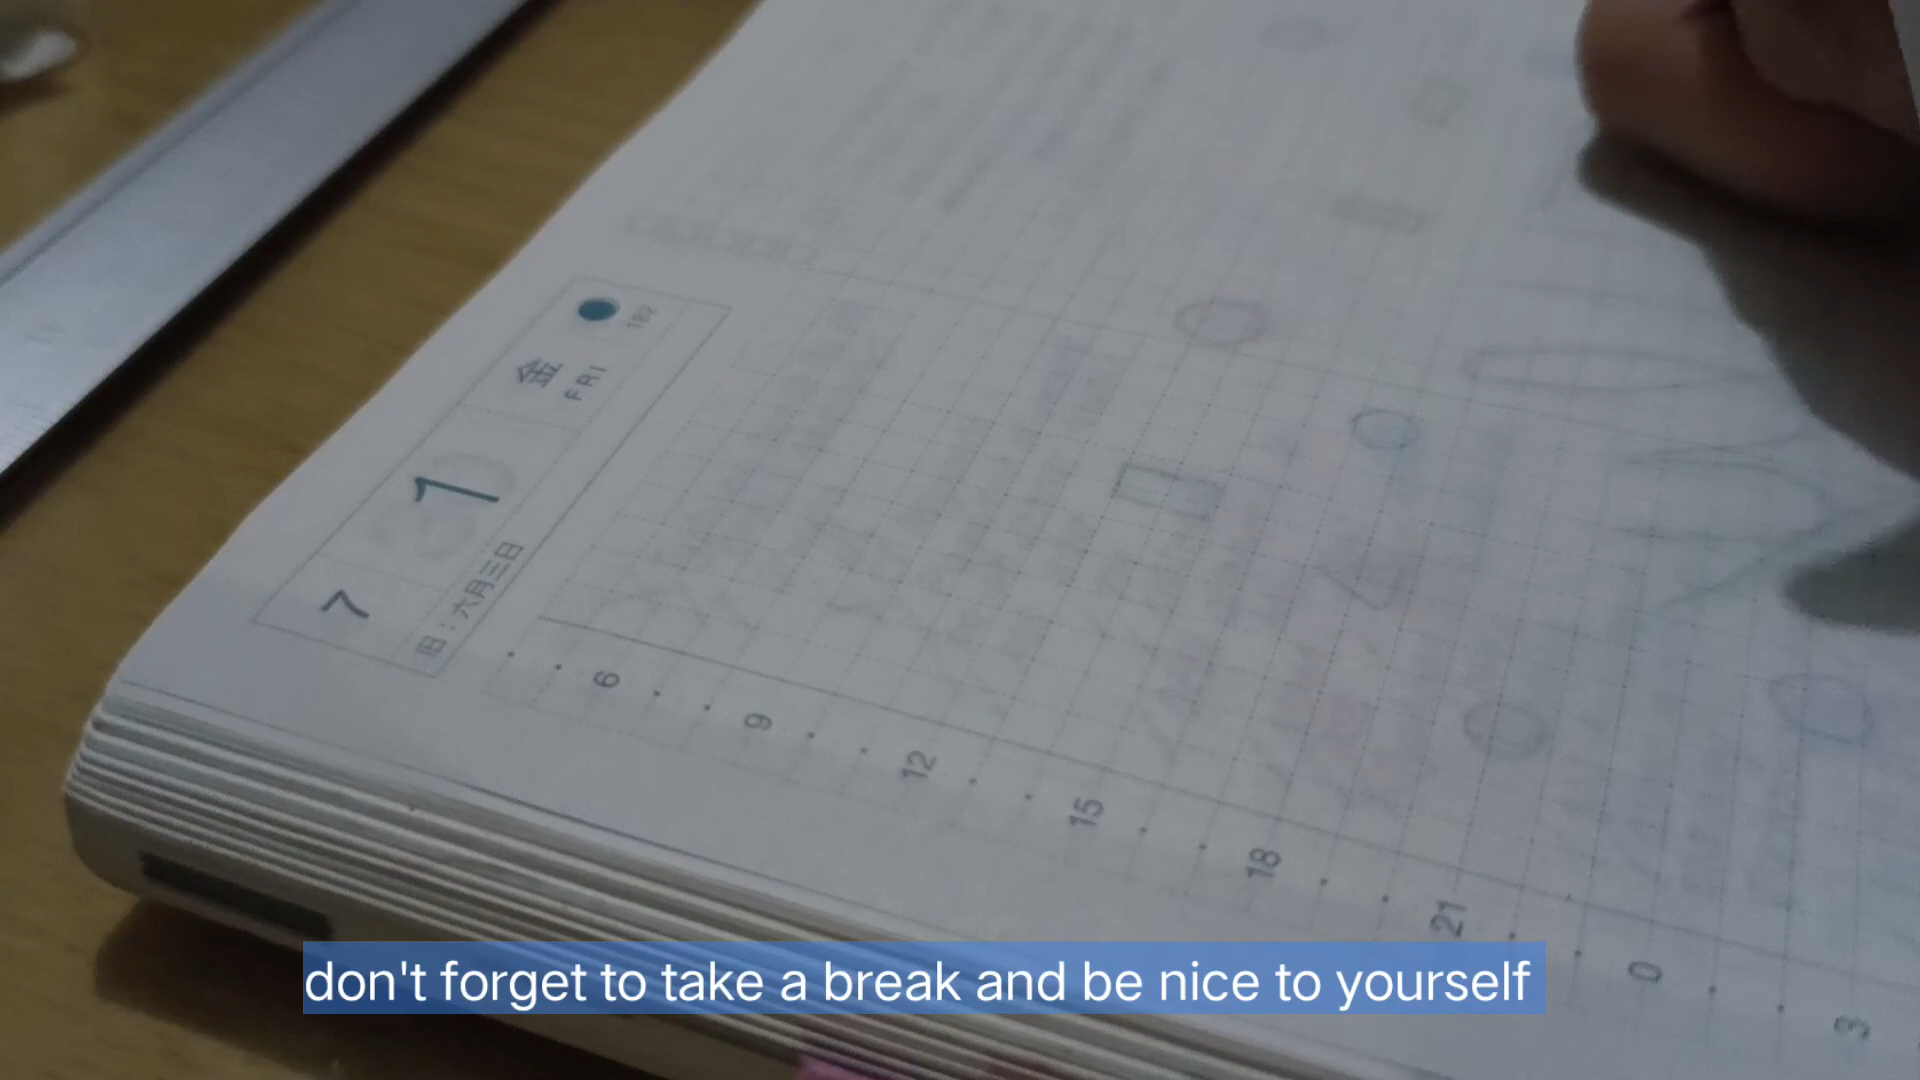 7
1
金
FRI
182
旧：六月三日
6
9
12
15
18
21
0
3
don't forget to take a break and be nice to yourself